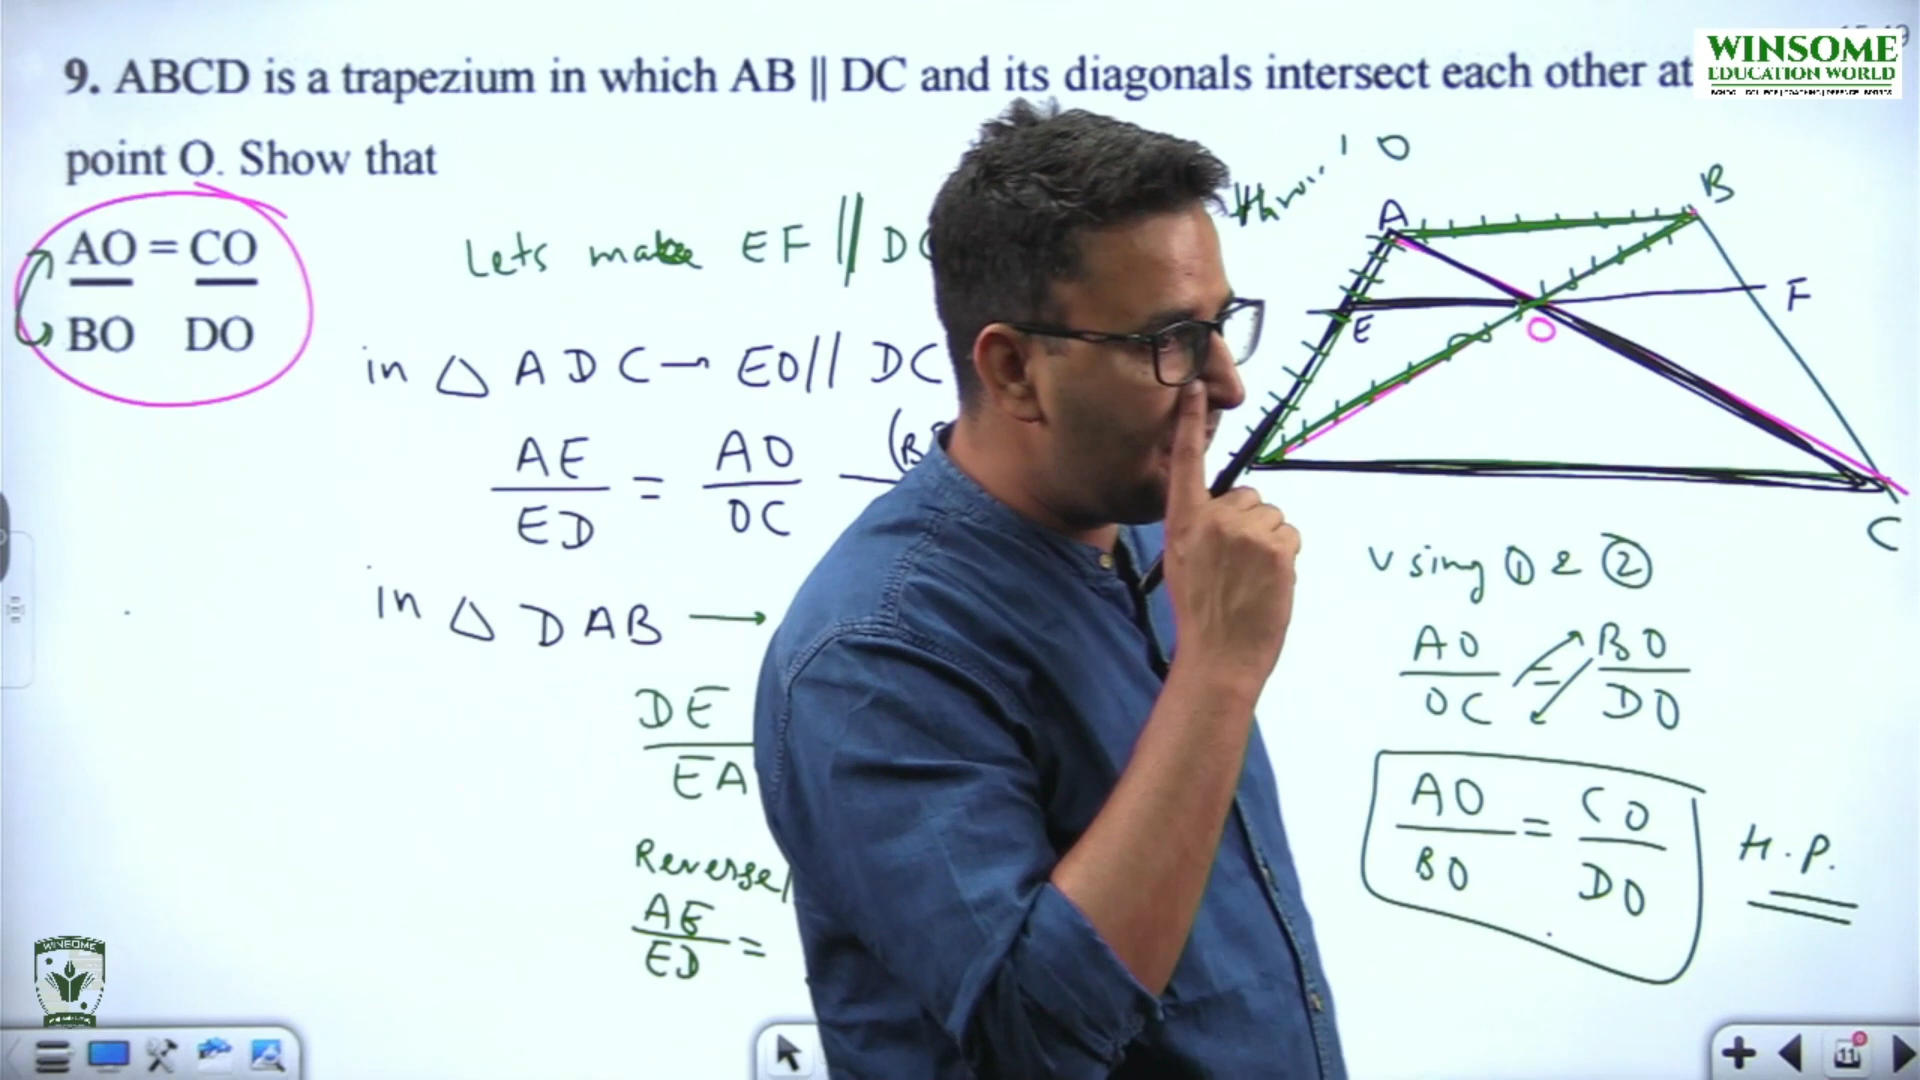 WINSOME
EDUCATION WORLD
9. ABCD is a trapezium in which AB || DC and its diagonals intersect each other at
point O. Show that
AO = CO
BO DO
Lets make EF || DC
O
in △ ADC → EO // DC
AE = AO
ED OC
in △ DAB →
DE
EA
Reverse
AE =
ED
A
B
E
O
F
C
Using ① & ②
AO = BO
OC DO
AO = CO
BO DO
H.P.
WINSOME
11